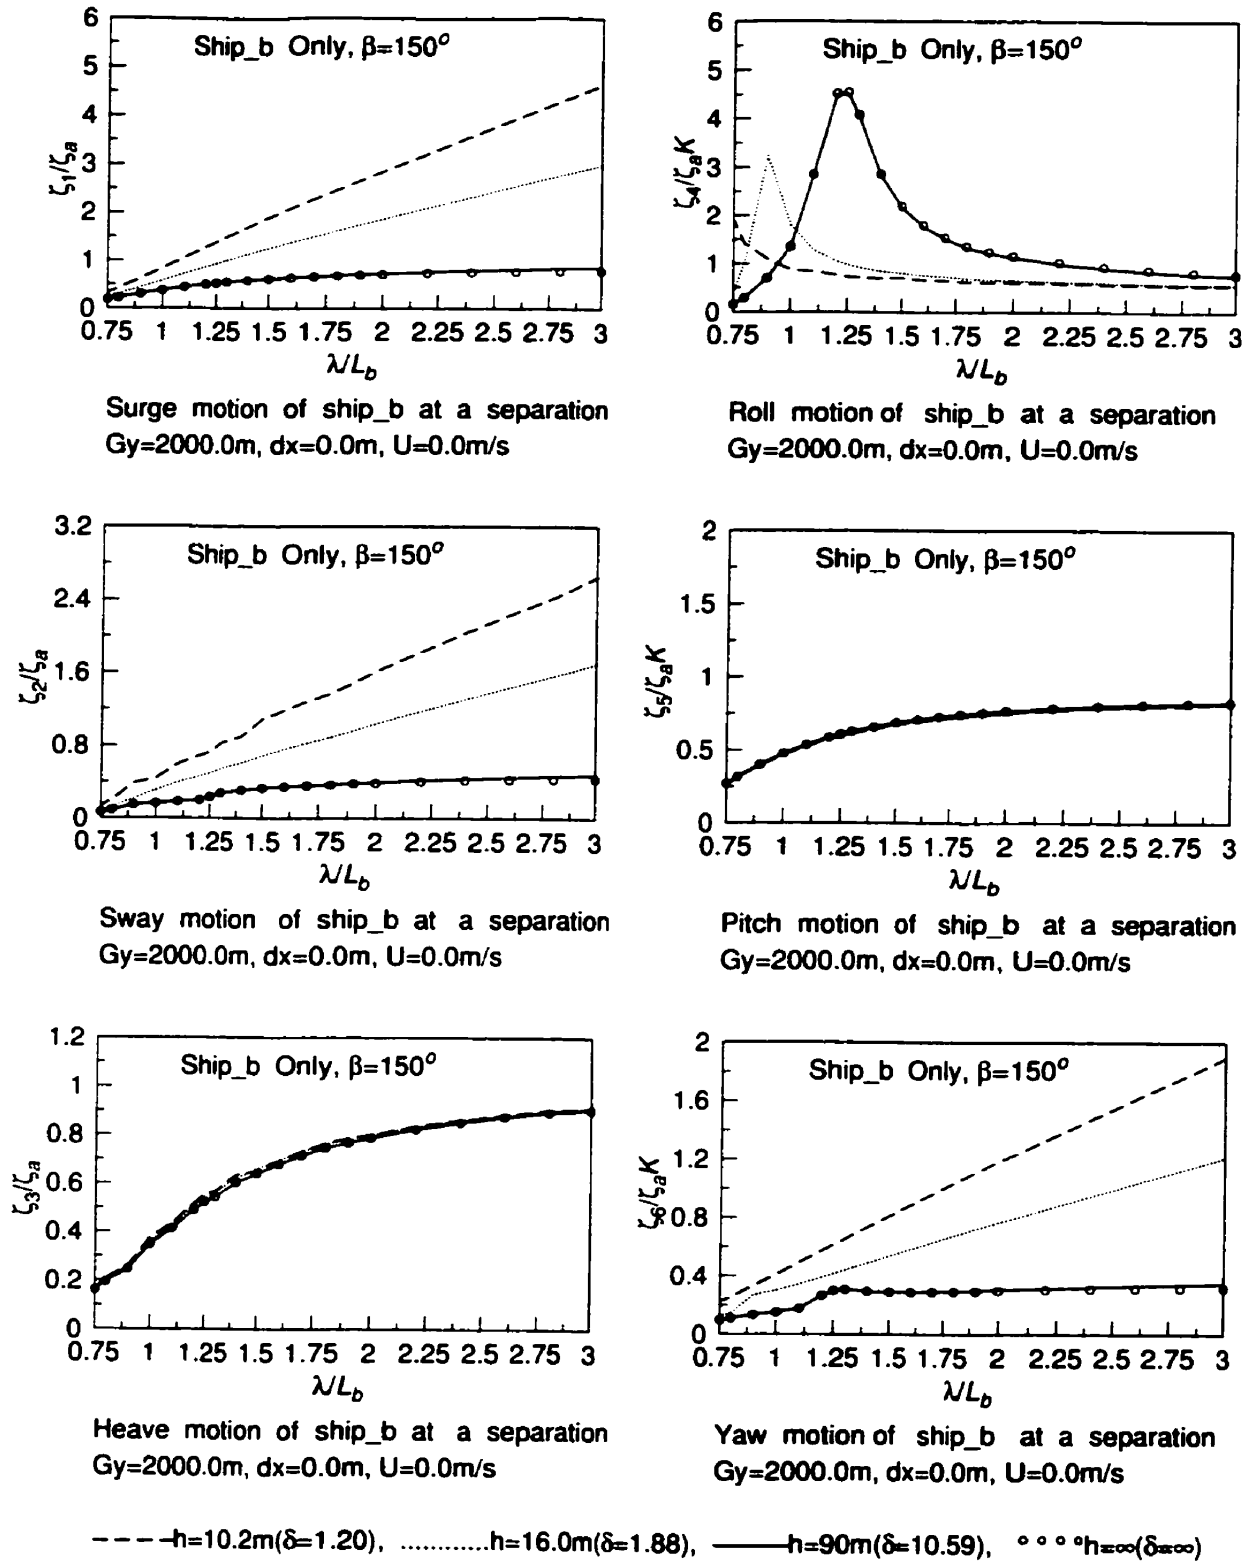 6
5
4
3
2
1
0
ζ1/ζa
Ship_b Only, β=150°
0.75 1 1.25 1.5 1.75 2 2.25 2.5 2.75 3
λ/Lb
Surge motion of ship_b at a separation
Gy=2000.0m, dx=0.0m, U=0.0m/s
6
5
4
3
2
1
0
ζ4/ζaK
Ship_b Only, β=150°
0.75 1 1.25 1.5 1.75 2 2.25 2.5 2.75 3
λ/Lb
Roll motion of ship_b at a separation
Gy=2000.0m, dx=0.0m, U=0.0m/s
3.2
2.4
1.6
0.8
0
ζ2/ζa
Ship_b Only, β=150°
0.75 1 1.25 1.5 1.75 2 2.25 2.5 2.75 3
λ/Lb
Sway motion of ship_b at a separation
Gy=2000.0m, dx=0.0m, U=0.0m/s
2
1.5
1
0.5
0
ζ5/ζaK
Ship_b Only, β=150°
0.75 1 1.25 1.5 1.75 2 2.25 2.5 2.75 3
λ/Lb
Pitch motion of ship_b at a separation
Gy=2000.0m, dx=0.0m, U=0.0m/s
1.2
1
0.8
0.6
0.4
0.2
0
ζ3/ζa
Ship_b Only, β=150°
0.75 1 1.25 1.5 1.75 2 2.25 2.5 2.75 3
λ/Lb
Heave motion of ship_b at a separation
Gy=2000.0m, dx=0.0m, U=0.0m/s
2
1.6
1.2
0.8
0.4
0
ζ6/ζaK
Ship_b Only, β=150°
0.75 1 1.25 1.5 1.75 2 2.25 2.5 2.75 3
λ/Lb
Yaw motion of ship_b at a separation
Gy=2000.0m, dx=0.0m, U=0.0m/s
h=10.2m(δ=1.20), h=16.0m(δ=1.88), h=90m(δ=10.59), h=∞(δ=∞)